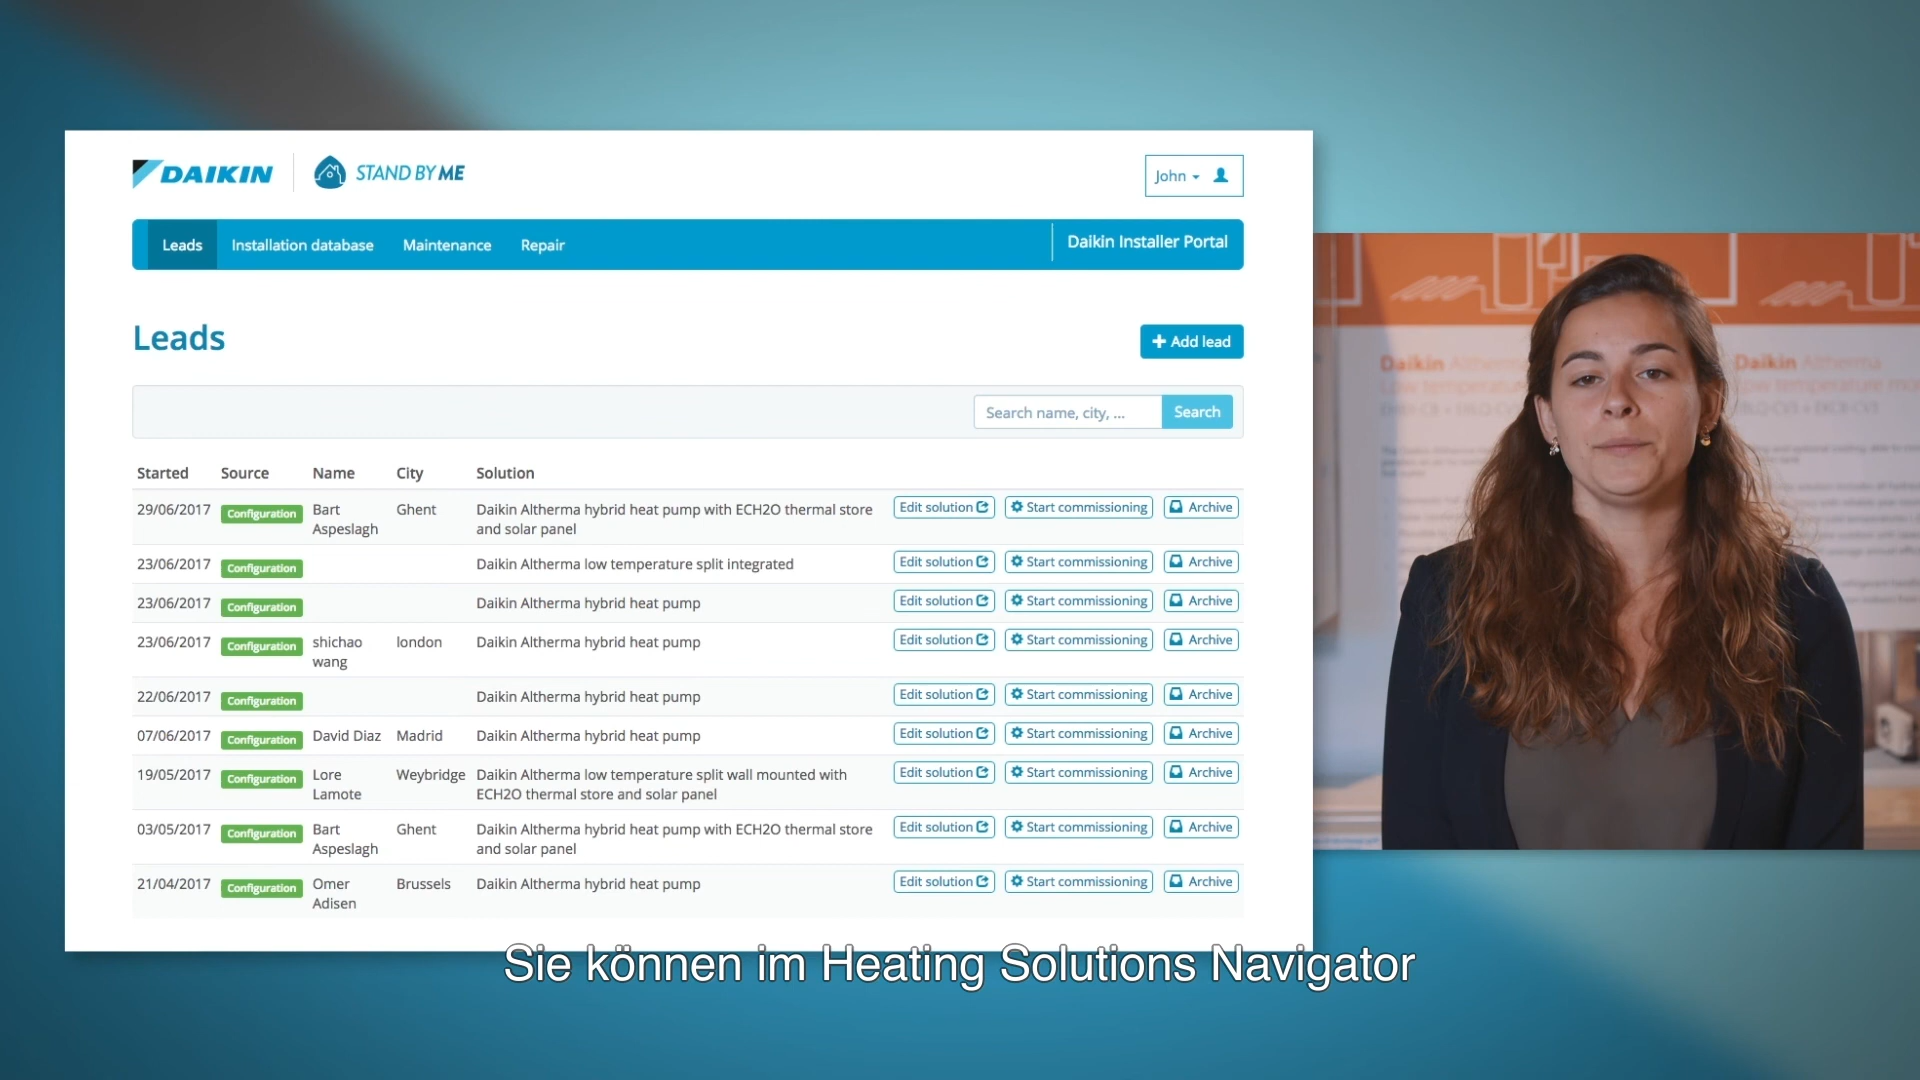 DAIKIN STAND BY ME
John
Leads Installation database Maintenance Repair Daikin Installer Portal
Leads
Add lead
Search name, city, ... Search
Started Source Name City Solution
29/06/2017 Configuration Bart Ghent Daikin Altherma hybrid heat pump with ECH2O thermal store Edit solution Start commissioning Archive
Aspeslagh and solar panel
23/06/2017 Configuration Daikin Altherma low temperature split integrated Edit solution Start commissioning Archive
23/06/2017 Configuration Daikin Altherma hybrid heat pump Edit solution Start commissioning Archive
23/06/2017 Configuration shichao london Daikin Altherma hybrid heat pump Edit solution Start commissioning Archive
wang
22/06/2017 Configuration Daikin Altherma hybrid heat pump Edit solution Start commissioning Archive
07/06/2017 Configuration David Diaz Madrid Daikin Altherma hybrid heat pump Edit solution Start commissioning Archive
19/05/2017 Configuration Lore Weybridge Daikin Altherma low temperature split wall mounted with Edit solution Start commissioning Archive
Lamote ECH2O thermal store and solar panel
03/05/2017 Configuration Bart Ghent Daikin Altherma hybrid heat pump with ECH2O thermal store Edit solution Start commissioning Archive
Aspeslagh and solar panel
21/04/2017 Configuration Omer Brussels Daikin Altherma hybrid heat pump Edit solution Start commissioning Archive
Adisen
Daikin Altherma
Low temperature
Daikin Altherma
Low temperature
Sie können im Heating Solutions Navigator